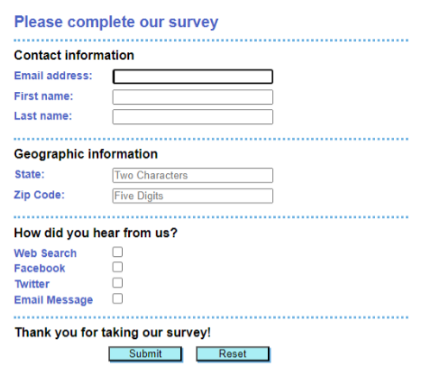 Please complete our survey
Contact information
Email address:
First name:
Last name:
Geographic information
State: Two Characters
Zip Code: Five Digits
How did you hear from us?
Web Search
Facebook
Twitter
Email Message
Thank you for taking our survey!
Submit Reset